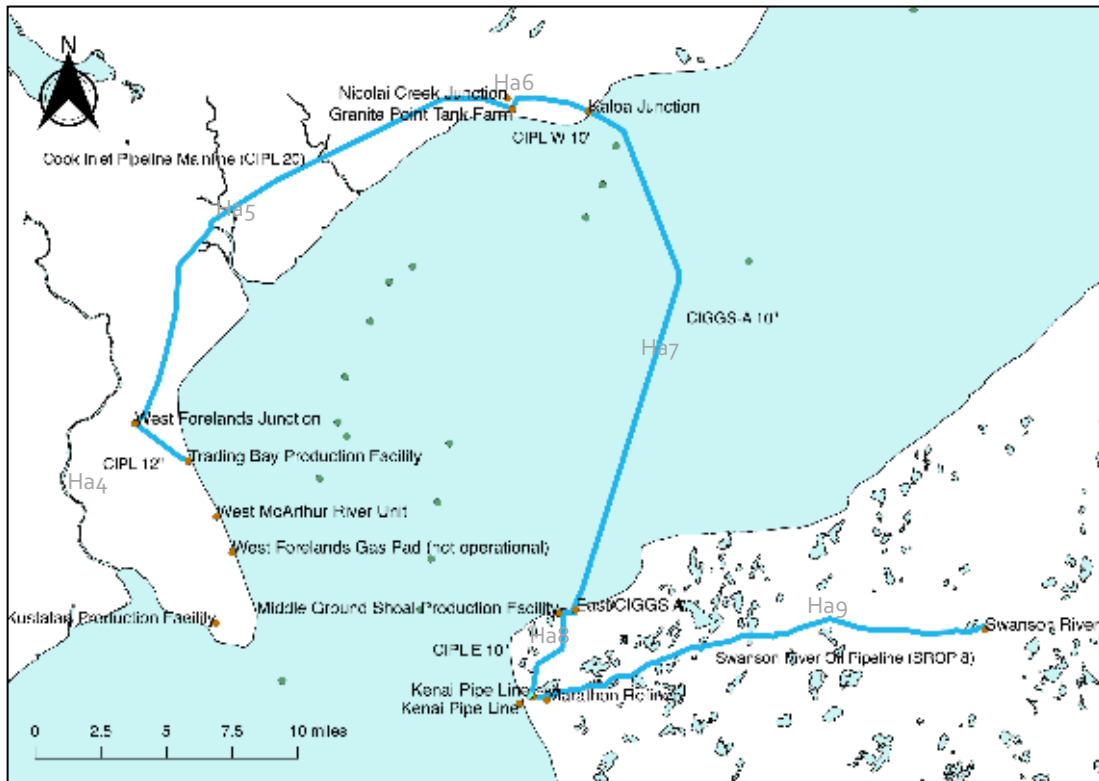 N
Nicolai Creek Junction
Ha6
Granite Point Tank Farm
Kaloa Junction
CIPL W 10"
Cook Inlet Pipeline Mainline (CIPL 20)
Ha5
CIGGS-A 10"
Ha7
West Forelands Junction
CIPL 12"
Trading Bay Production Facility
Ha4
West McArthur River Unit
West Forelands Gas Pad (not operational)
Middle Ground Shoal Production Facility
East CIGGS A
Ha9
Kustatan Production Facility
Ha8
Swanson River
CIPL E 10"
Swanson River Oil Pipeline (SROP 8)
Kenai Pipe Line
Marathon Refinery
Kenai Pipe Line
0 2.5 5 7.5 10 miles